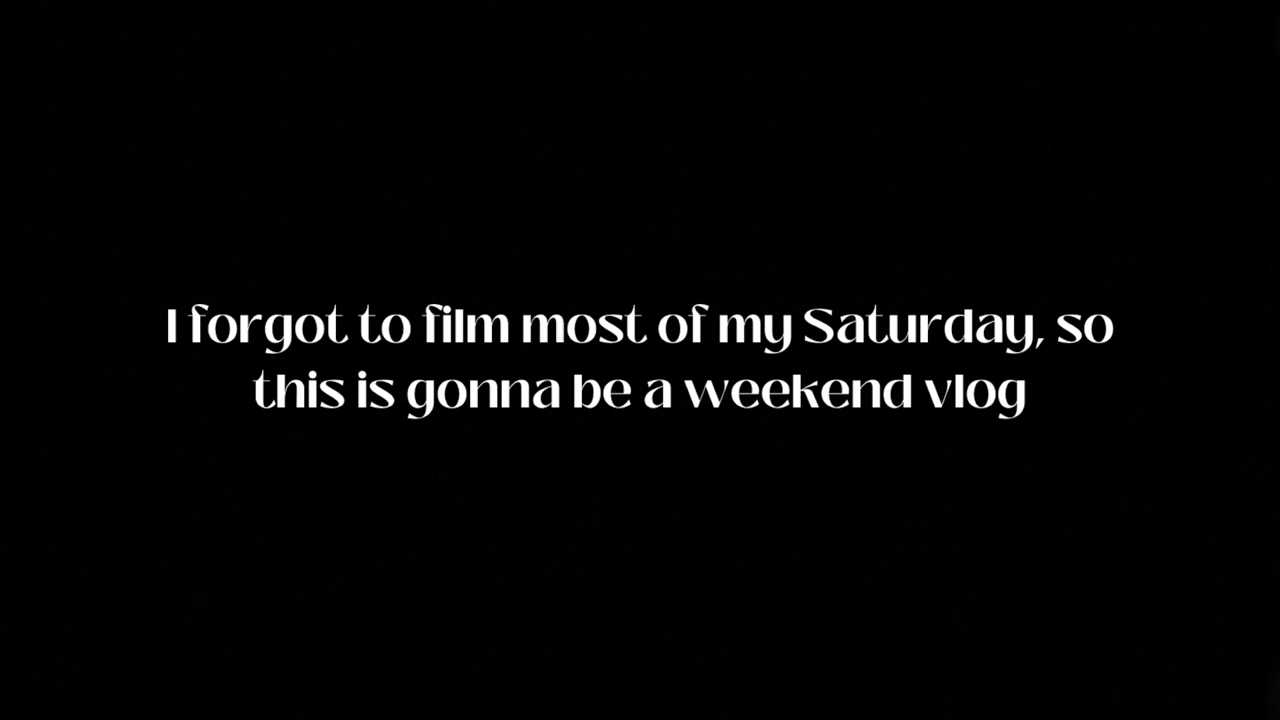 I forgot to film most of my Saturday, so
this is gonna be a weekend vlog